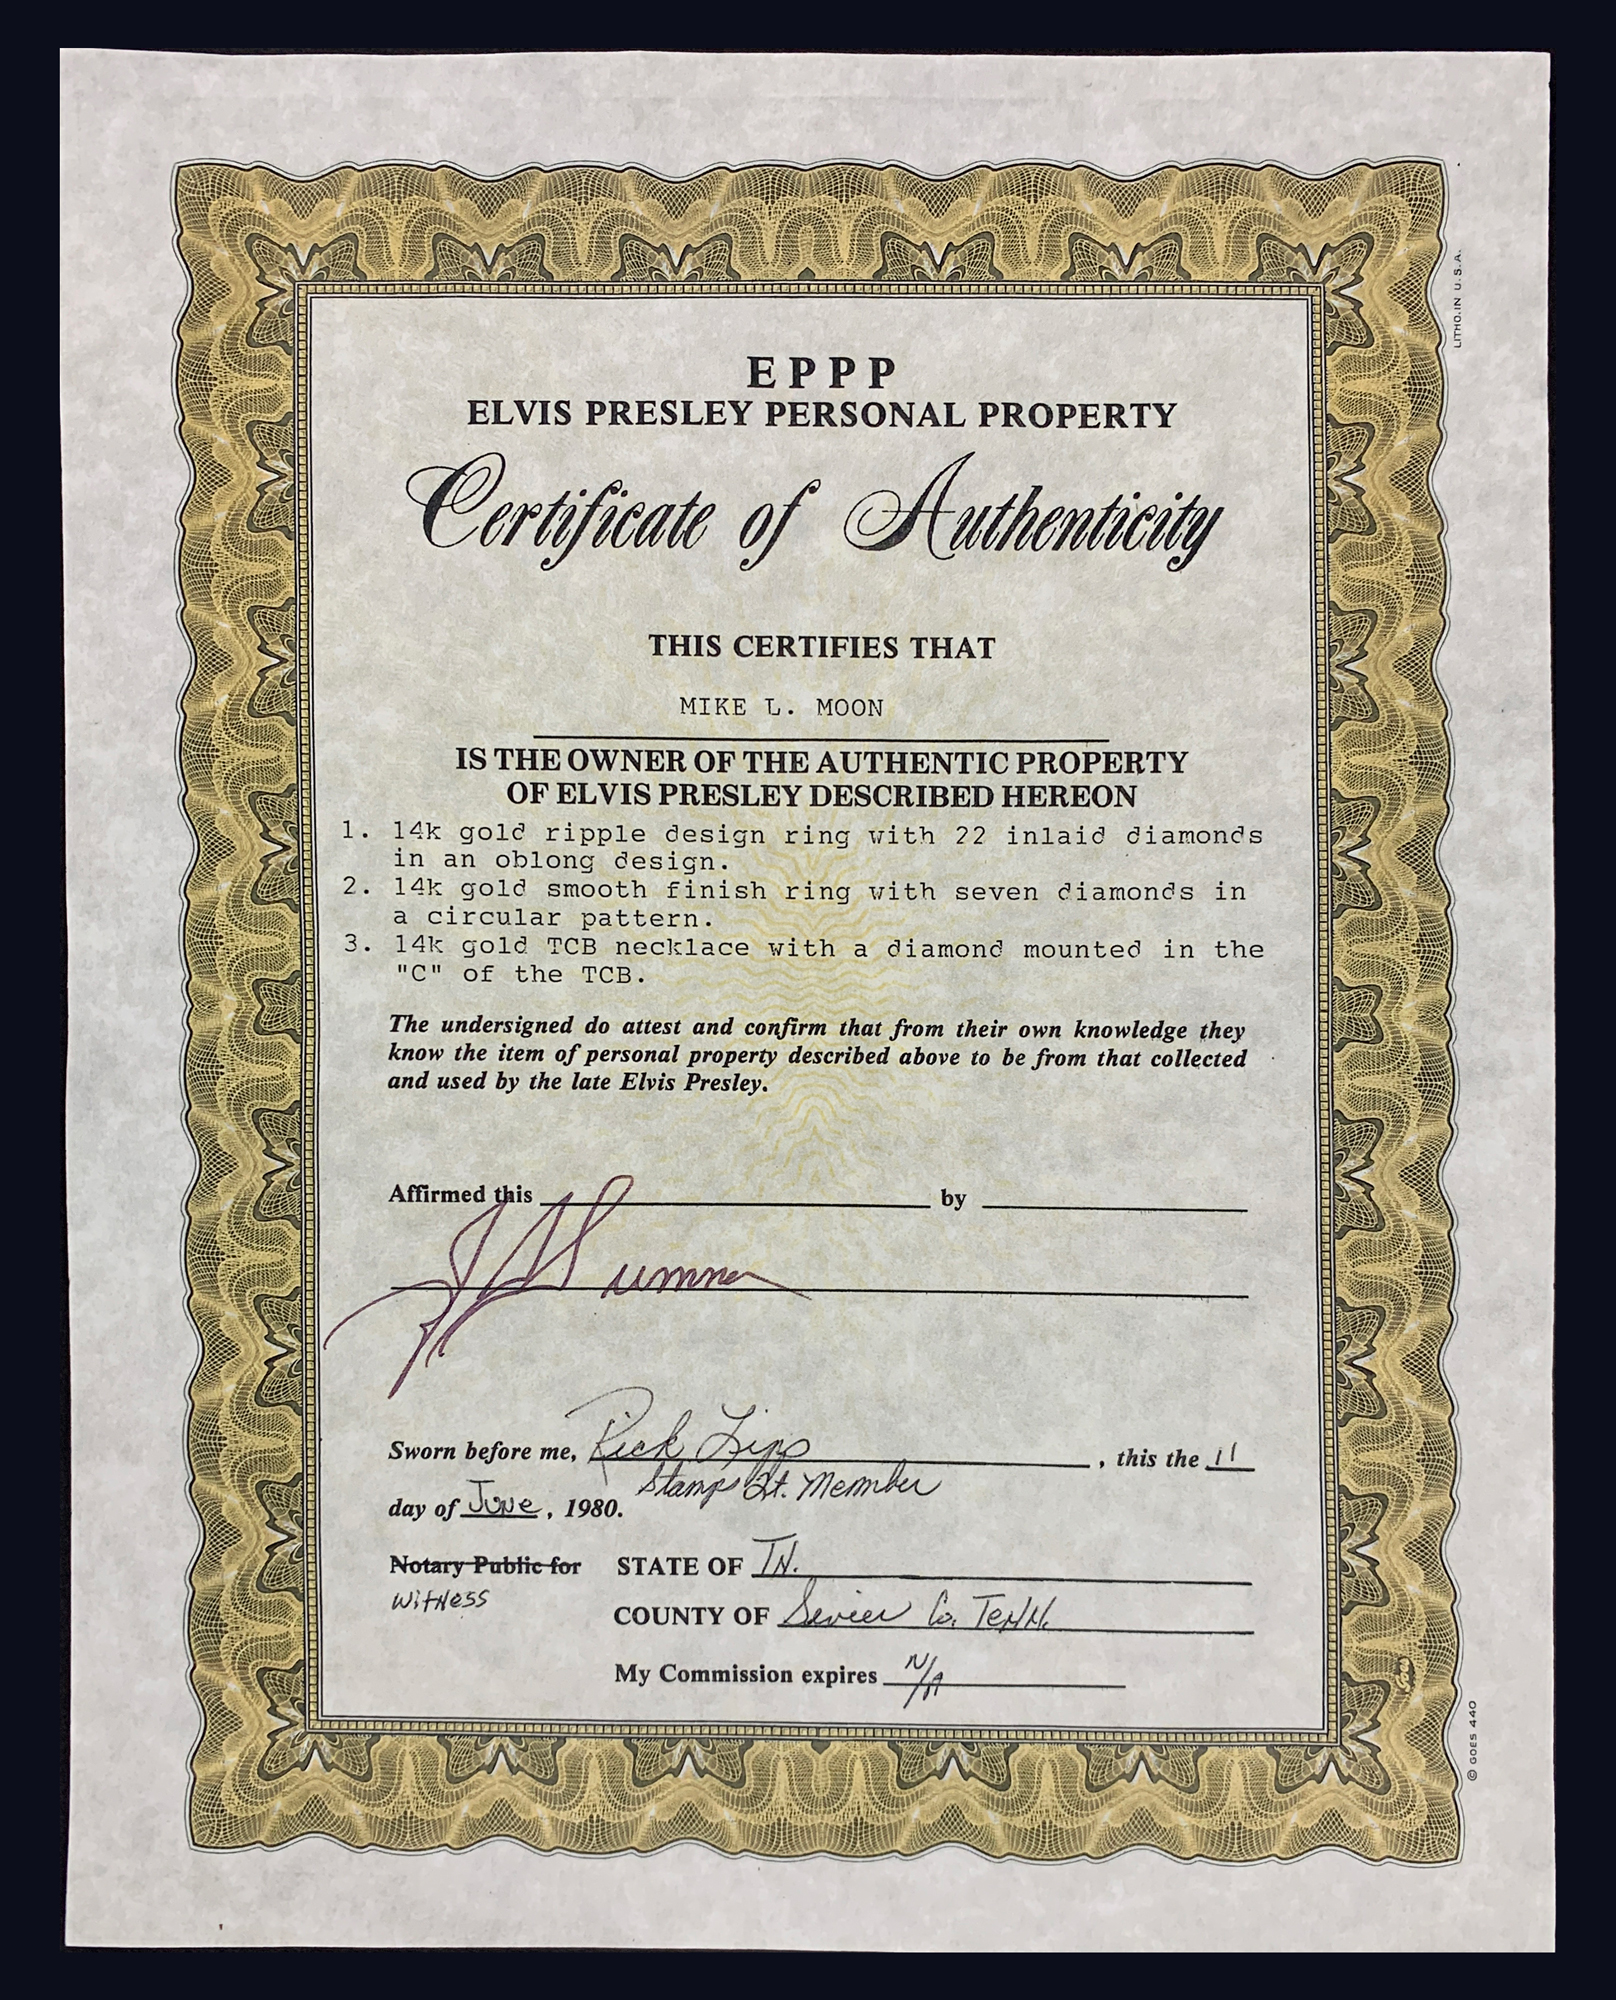 LITHO. IN U.S.A.
EPPP
ELVIS PRESLEY PERSONAL PROPERTY
Certificate of Authenticity
THIS CERTIFIES THAT
MIKE L. MOON
IS THE OWNER OF THE AUTHENTIC PROPERTY
OF ELVIS PRESLEY DESCRIBED HEREON
1. 14k gold ripple design ring with 22 inlaid diamonds
in an oblong design.
2. 14k gold smooth finish ring with seven diamonds in
a circular pattern.
3. 14k gold TCB necklace with a diamond mounted in the
"C" of the TCB.
The undersigned do attest and confirm that from their own knowledge they
know the item of personal property described above to be from that collected
and used by the late Elvis Presley.
Affirmed this by
J D Sumner
Sworn before me, Rick Lipp , this the 11
Stamps Qt. Member
day of June, 1980.
Notary Public for STATE OF TN.
Witness
COUNTY OF Sevier Co. TeNN.
My Commission expires N/A
© GOES 440